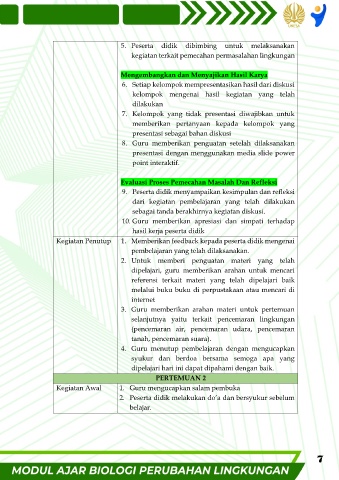 5. Peserta didik dibimbing untuk melaksanakan
kegiatan terkait pemecahan permasalahan lingkungan
Mengembangkan dan Menyajikan Hasil Karya
6. Setiap kelompok mempresentasikan hasil dari diskusi
kelompok mengenai hasil kegiatan yang telah
dilakukan
7. Kelompok yang tidak presentasi diwajibkan untuk
memberikan pertanyaan kepada kelompok yang
presentasi sebagai bahan diskusi
8. Guru memberikan penguatan setelah dilaksanakan
presentasi dengan menggunakan media slide power
point interaktif.
Evaluasi Proses Pemecahan Masalah Dan Refleksi
9. Peserta didik menyampaikan kesimpulan dan refleksi
dari kegiatan pembelajaran yang telah dilakukan
sebagai tanda berakhirnya kegiatan diskusi.
10. Guru memberikan apresiasi dan simpati terhadap
hasil kerja peserta didik
Kegiatan Penutup 1. Memberikan feedback kepada peserta didik mengenai
pembelajaran yang telah dilaksanakan.
2. Untuk memberi penguatan materi yang telah
dipelajari, guru memberikan arahan untuk mencari
referensi terkait materi yang telah dipelajari baik
melalui buku buku di perpustakaan atau mencari di
internet
3. Guru memberikan arahan materi untuk pertemuan
selanjutnya yaitu terkait pencemaran lingkungan
(pencemaran air, pencemaran udara, pencemaran
tanah, pencemaran suara).
4. Guru menutup pembelajaran dengan mengucapkan
syukur dan berdoa bersama semoga apa yang
dipelajari hari ini dapat dipahami dengan baik.
PERTEMUAN 2
Kegiatan Awal 1. Guru mengucapkan salam pembuka
2. Peserta didik melakukan do'a dan bersyukur sebelum
belajar.
7
MODUL AJAR BIOLOGI PERUBAHAN LINGKUNGAN